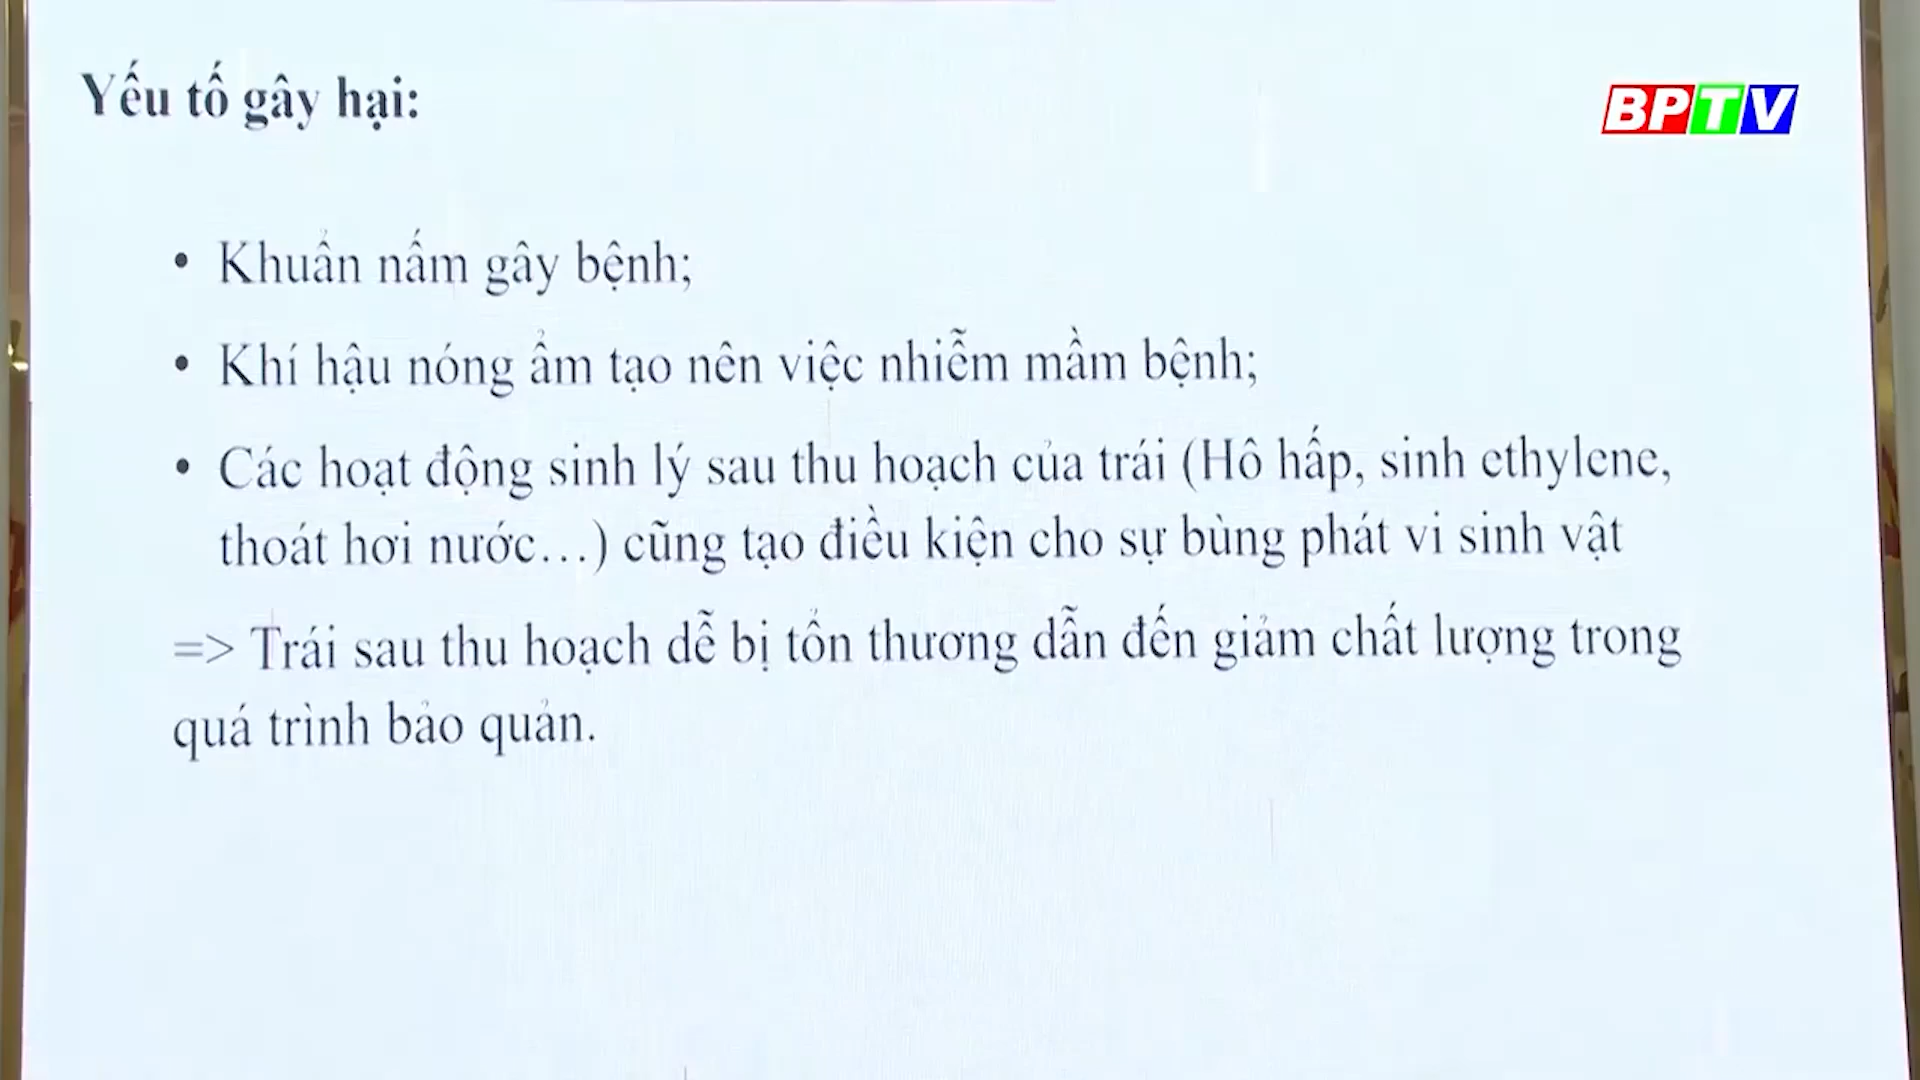 Yếu tố gây hại:
BPTV
• Khuẩn nấm gây bệnh;
• Khí hậu nóng ẩm tạo nên việc nhiễm mầm bệnh;
• Các hoạt động sinh lý sau thu hoạch của trái (Hô hấp, sinh ethylene,
thoát hơi nước…) cũng tạo điều kiện cho sự bùng phát vi sinh vật
=> Trái sau thu hoạch dễ bị tổn thương dẫn đến giảm chất lượng trong
quá trình bảo quản.